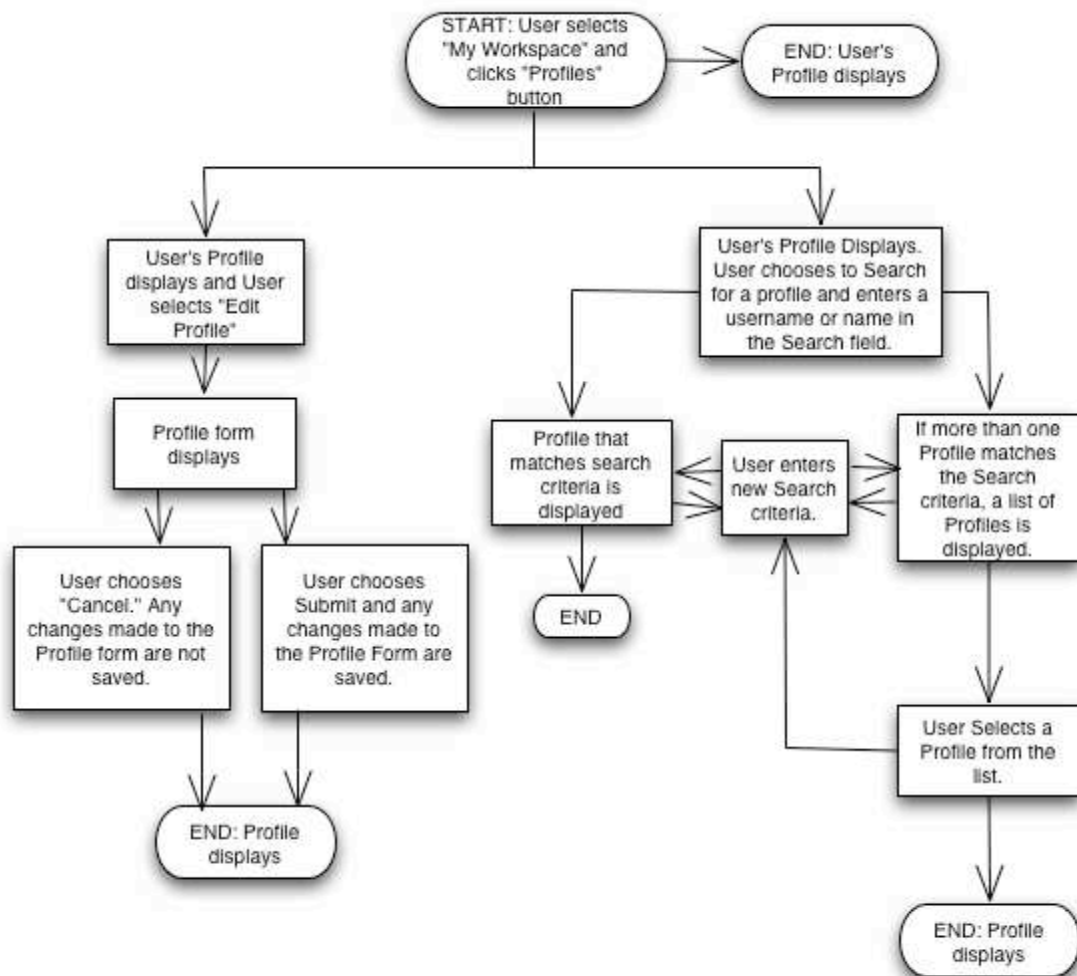 START: User selects
"My Workspace" and
clicks "Profiles"
button
END: User's
Profile displays
User's Profile
displays and User
selects "Edit
Profile"
User's Profile Displays.
User chooses to Search
for a profile and enters a
username or name in
the Search field.
Profile form
displays
Profile that
matches search
criteria is
displayed
User enters
new Search
criteria.
If more than one
Profile matches
the Search
criteria, a list of
Profiles is
displayed.
User chooses
"Cancel." Any
changes made to the
Profile form are not
saved.
User chooses
Submit and any
changes made to
the Profile Form are
saved.
END
User Selects a
Profile from the
list.
END: Profile
displays
END: Profile
displays